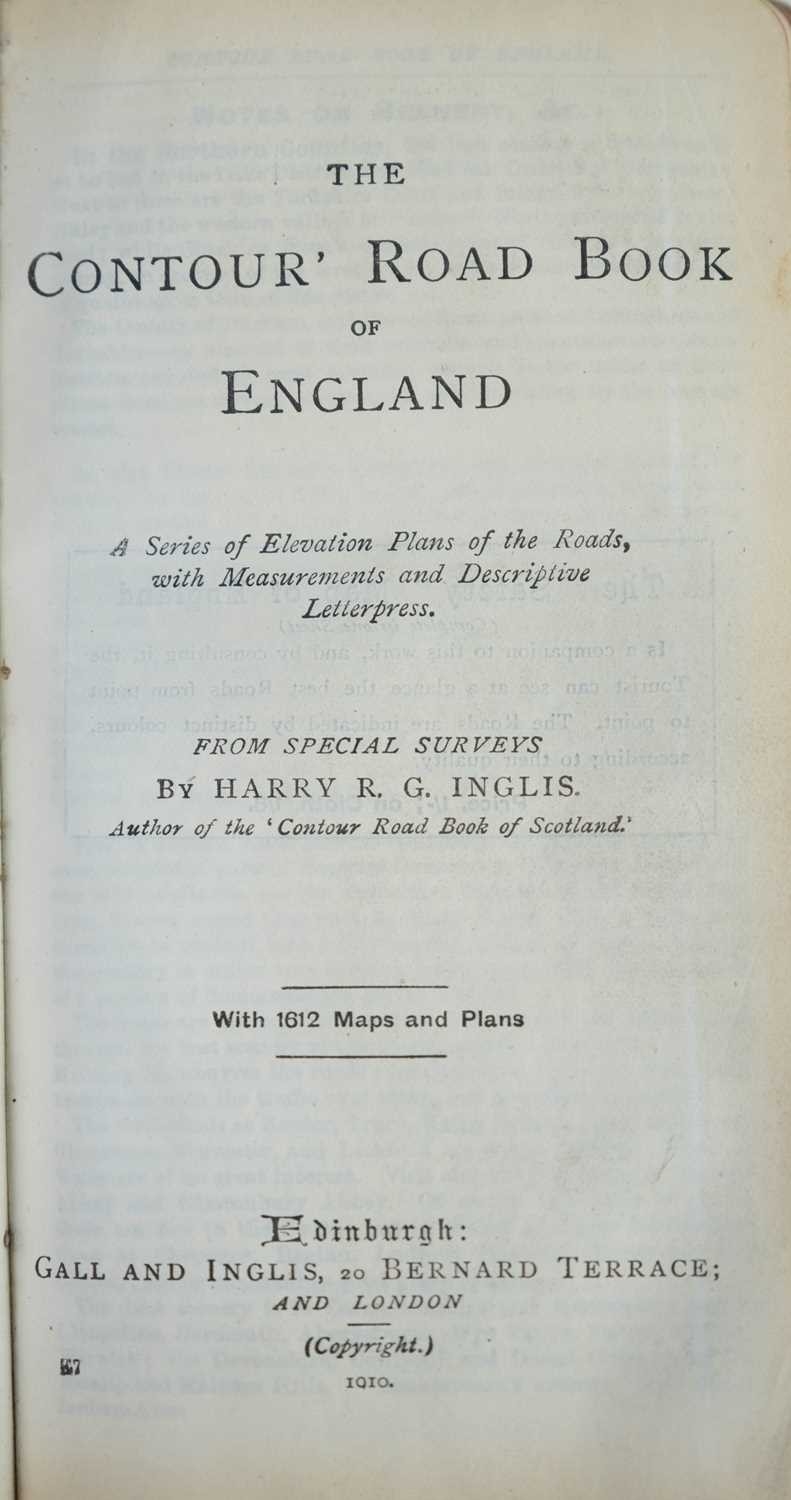 THE
CONTOUR' ROAD BOOK
OF
ENGLAND
A Series of Elevation Plans of the Roads,
with Measurements and Descriptive
Letterpress.
FROM SPECIAL SURVEYS
BY HARRY R. G. INGLIS.
Author of the 'Contour Road Book of Scotland.'
With 1612 Maps and Plans
Edinburgh:
GALL AND INGLIS, 20 BERNARD TERRACE;
AND LONDON
(Copyright.)
1910.